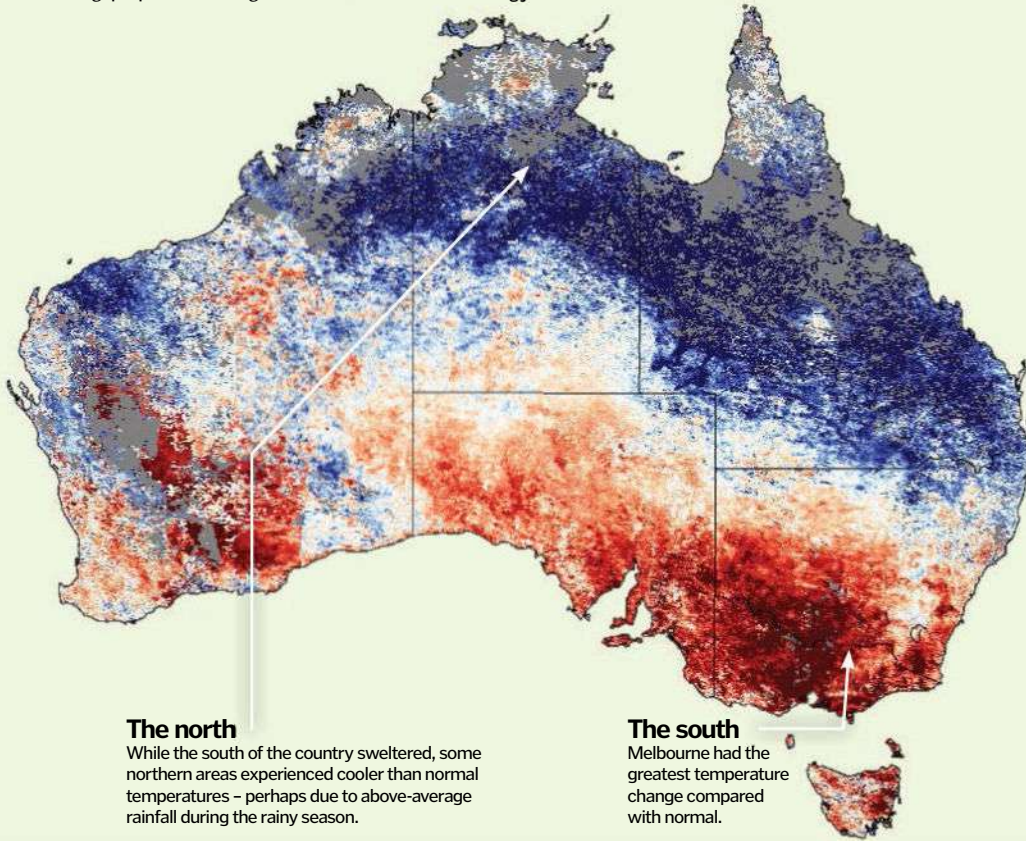 The north
While the south of the country sweltered, some
northern areas experienced cooler than normal
temperatures – perhaps due to above-average
rainfall during the rainy season.
The south
Melbourne had the
greatest temperature
change compared
with normal.